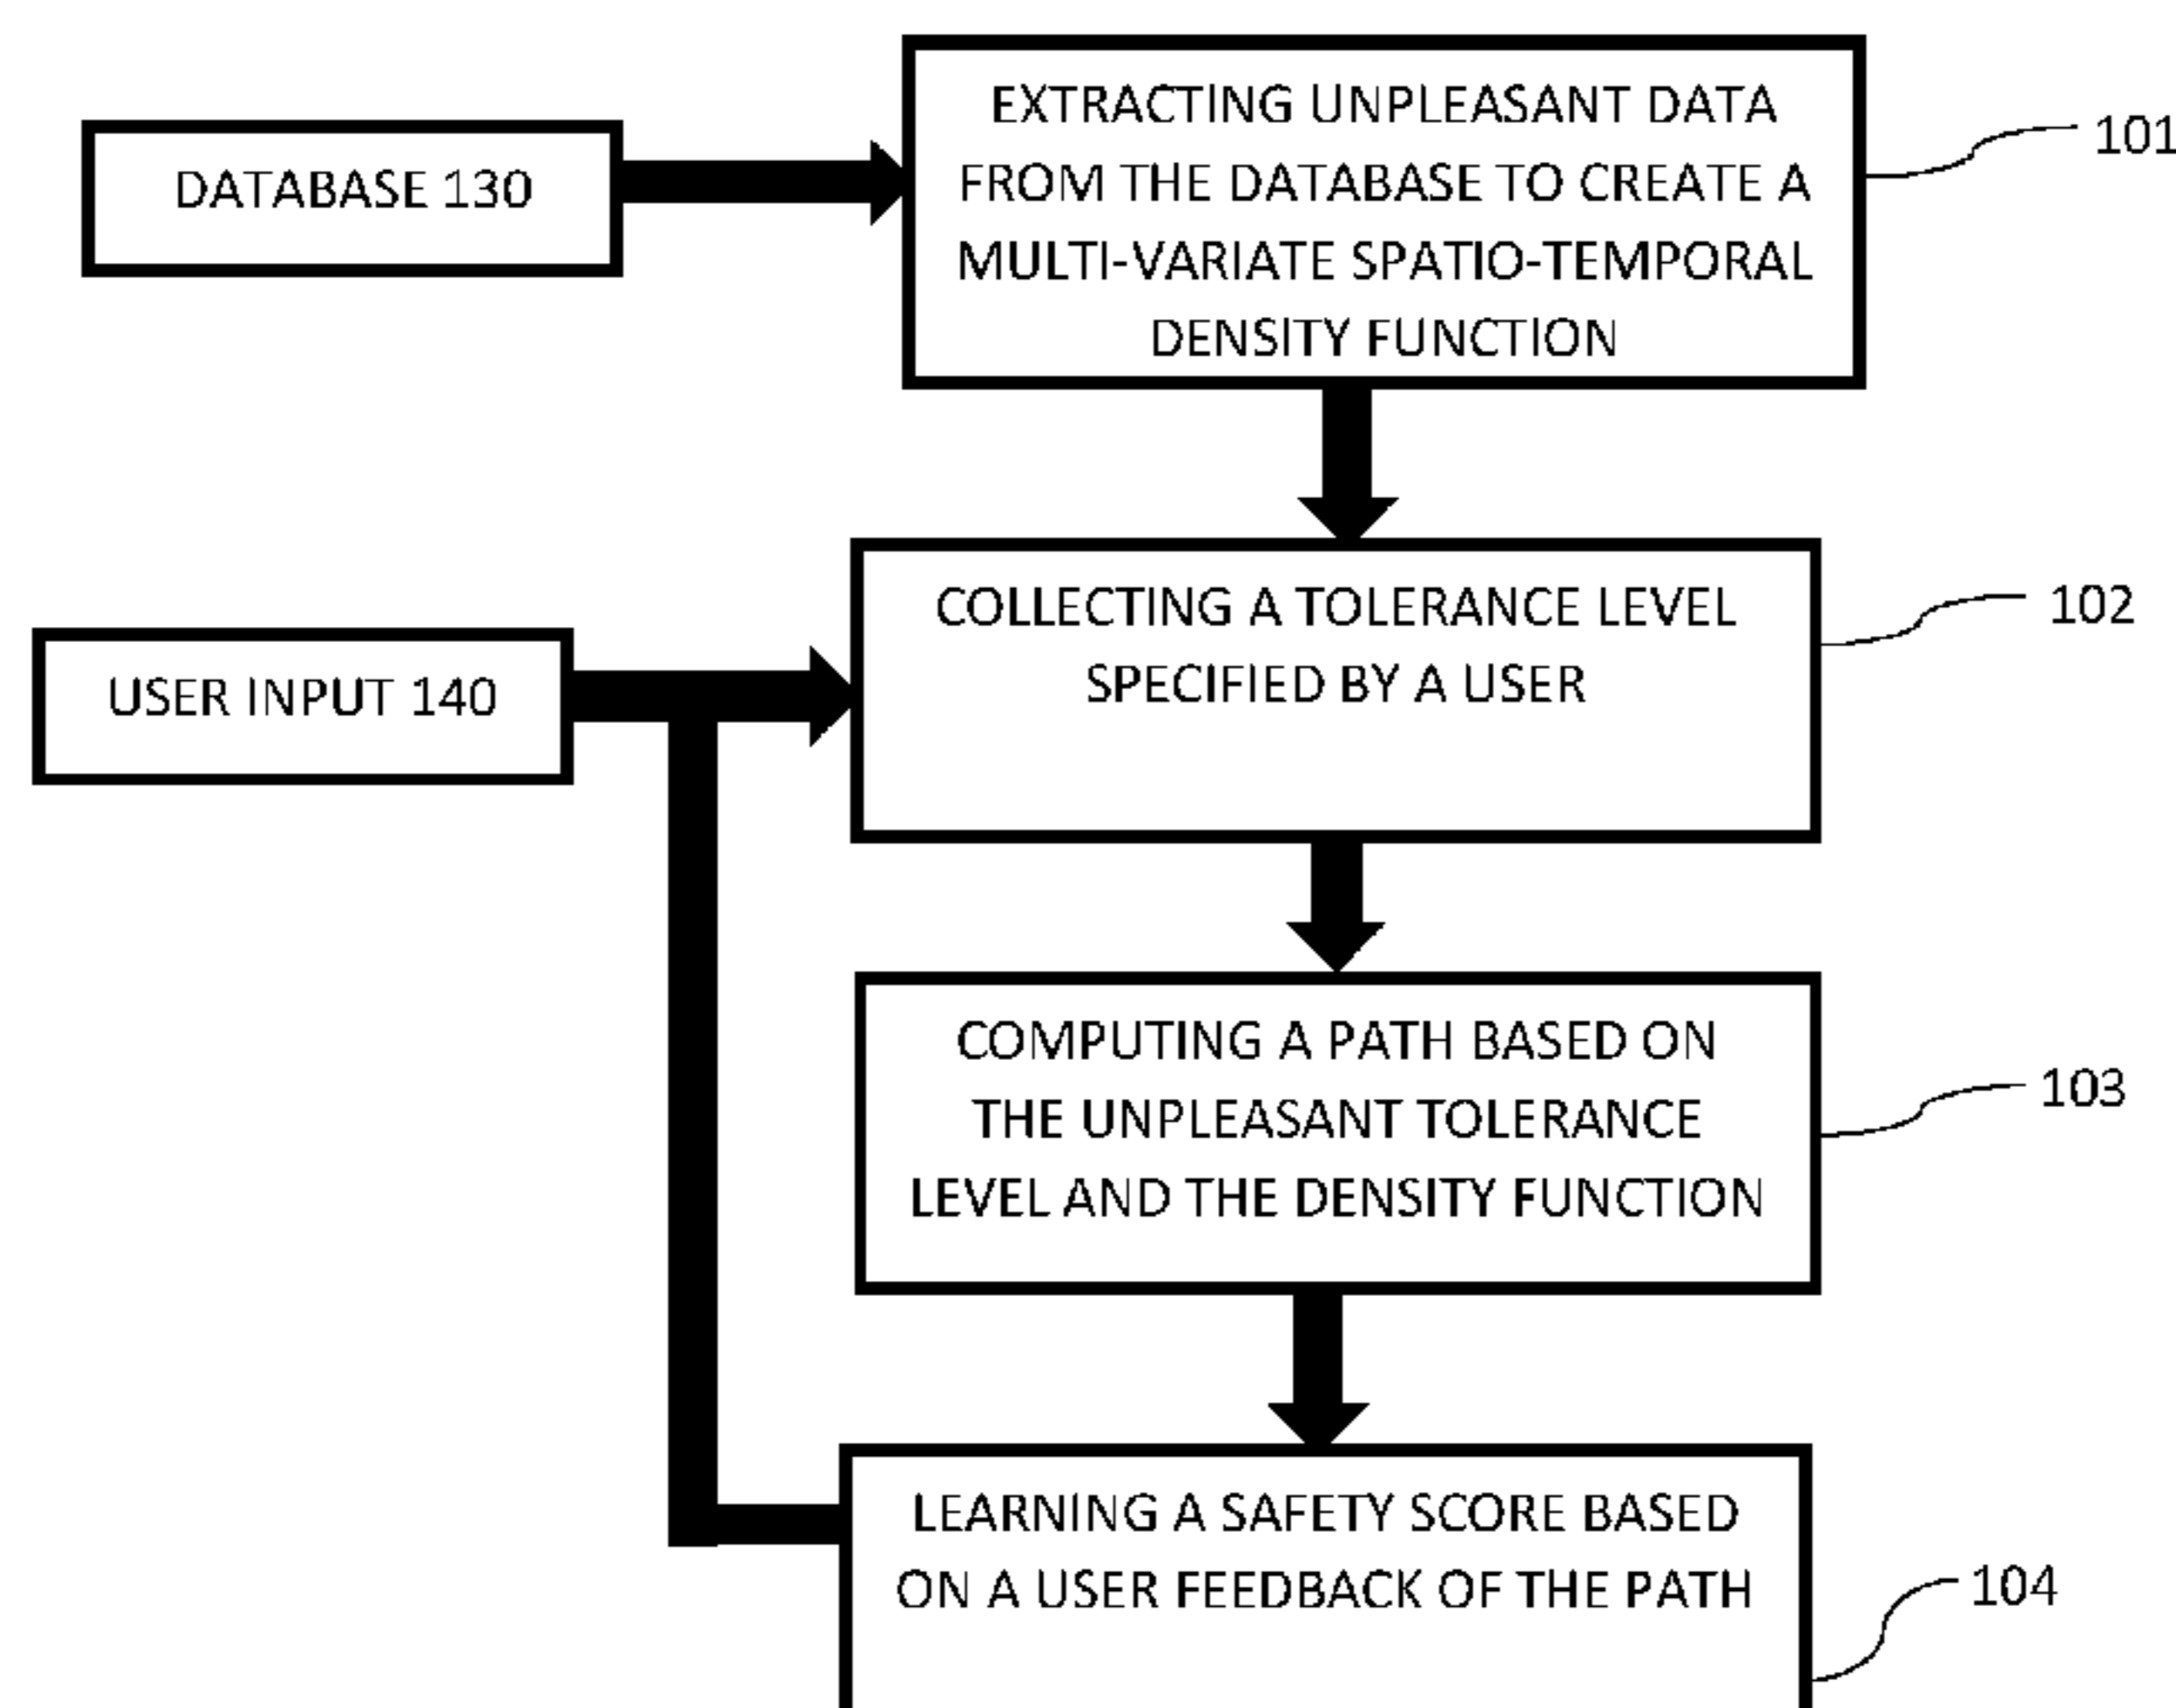 DATABASE 130
EXTRACTING UNPLEASANT DATA
FROM THE DATABASE TO CREATE A
MULTI-VARIATE SPATIO-TEMPORAL
DENSITY FUNCTION
101
USER INPUT 140
COLLECTING A TOLERANCE LEVEL
SPECIFIED BY A USER
102
COMPUTING A PATH BASED ON
THE UNPLEASANT TOLERANCE
LEVEL AND THE DENSITY FUNCTION
103
LEARNING A SAFETY SCORE BASED
ON A USER FEEDBACK OF THE PATH
104